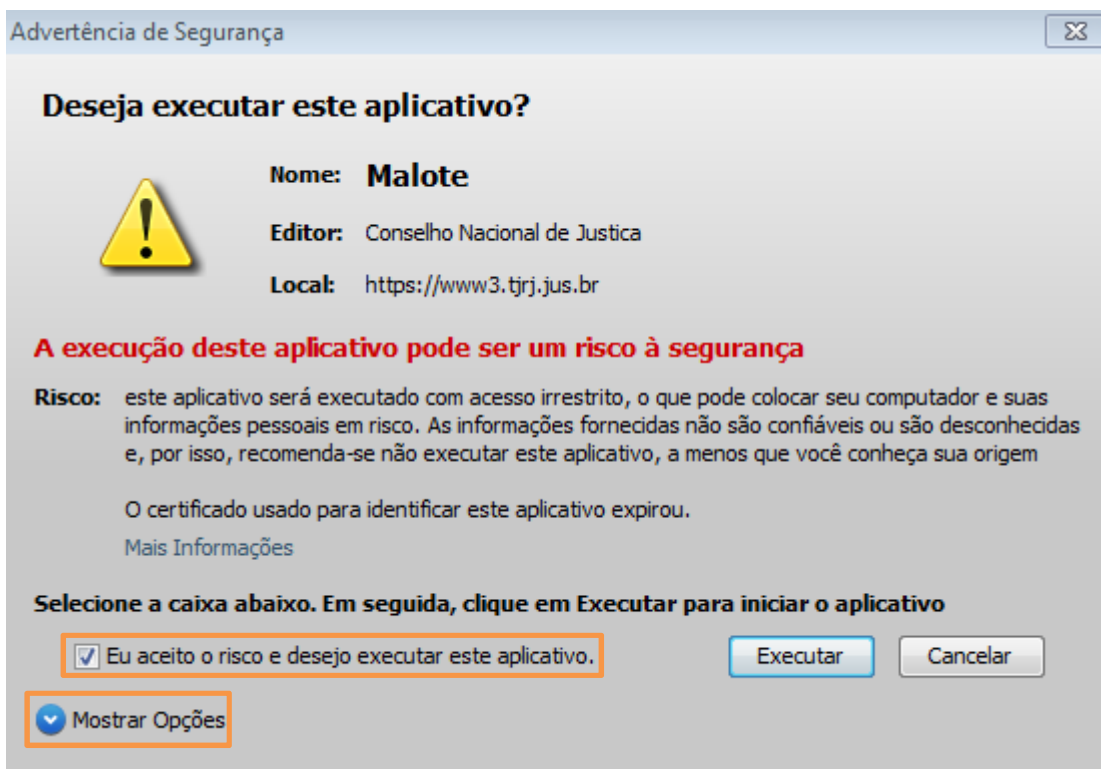 Advertência de Segurança
Deseja executar este aplicativo?
Nome: Malote
Editor: Conselho Nacional de Justica
Local: https://www3.tjrj.jus.br
A execução deste aplicativo pode ser um risco à segurança
Risco: este aplicativo será executado com acesso irrestrito, o que pode colocar seu computador e suas
informações pessoais em risco. As informações fornecidas não são confiáveis ou são desconhecidas
e, por isso, recomenda-se não executar este aplicativo, a menos que você conheça sua origem
O certificado usado para identificar este aplicativo expirou.
Mais Informações
Selecione a caixa abaixo. Em seguida, clique em Executar para iniciar o aplicativo
Eu aceito o risco e desejo executar este aplicativo. Executar Cancelar
Mostrar Opções